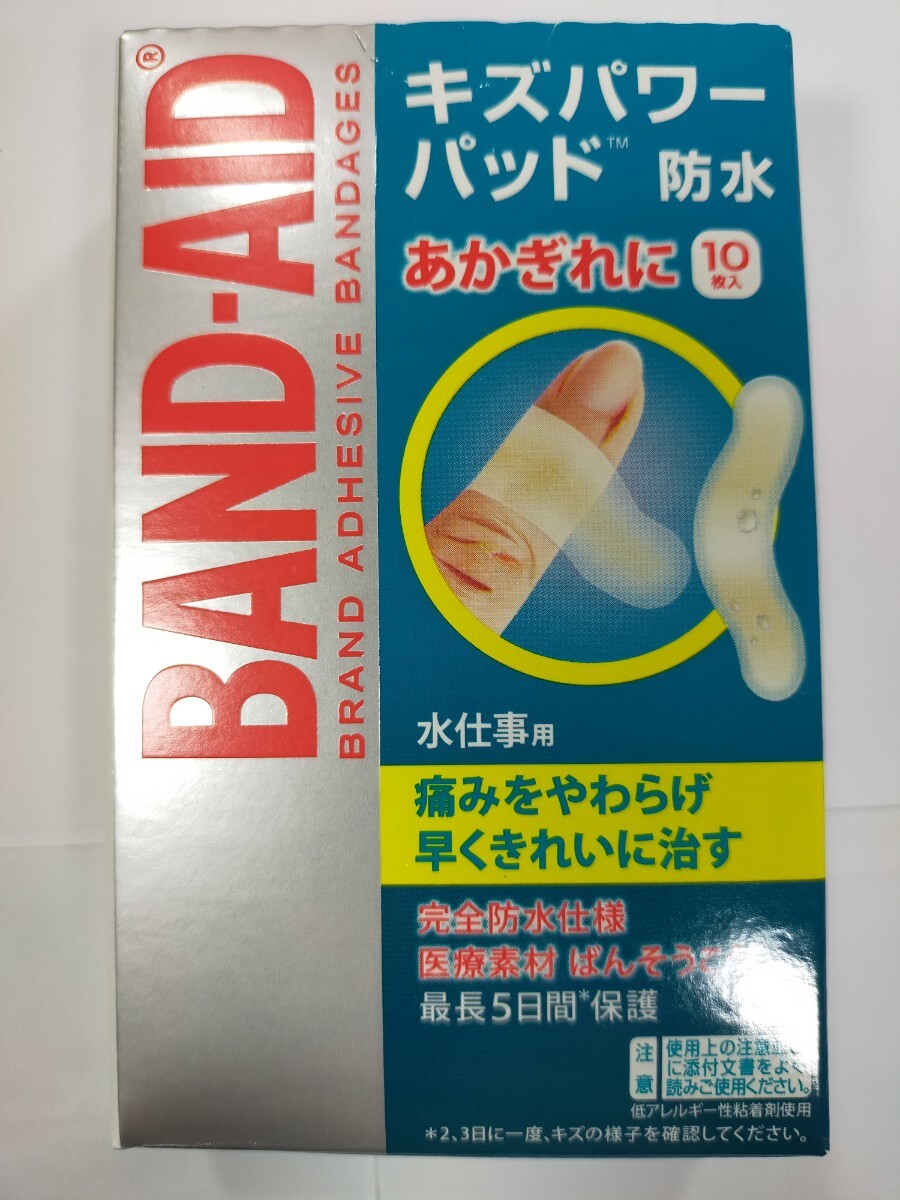 BAND-AID®
BRAND ADHESIVE BANDAGES
キズパワー
パッド™ 防水
あかぎれに
10
枚入
水仕事用
痛みをやわらげ
早くきれいに治す
完全防水仕様
医療素材 ばんそうこ
最長5日間*保護
注意
使用上の注意
に添付文書をよく
読みご使用ください。
低アレルギー性粘着剤使用
*2、3日に一度、キズの様子を確認してください。